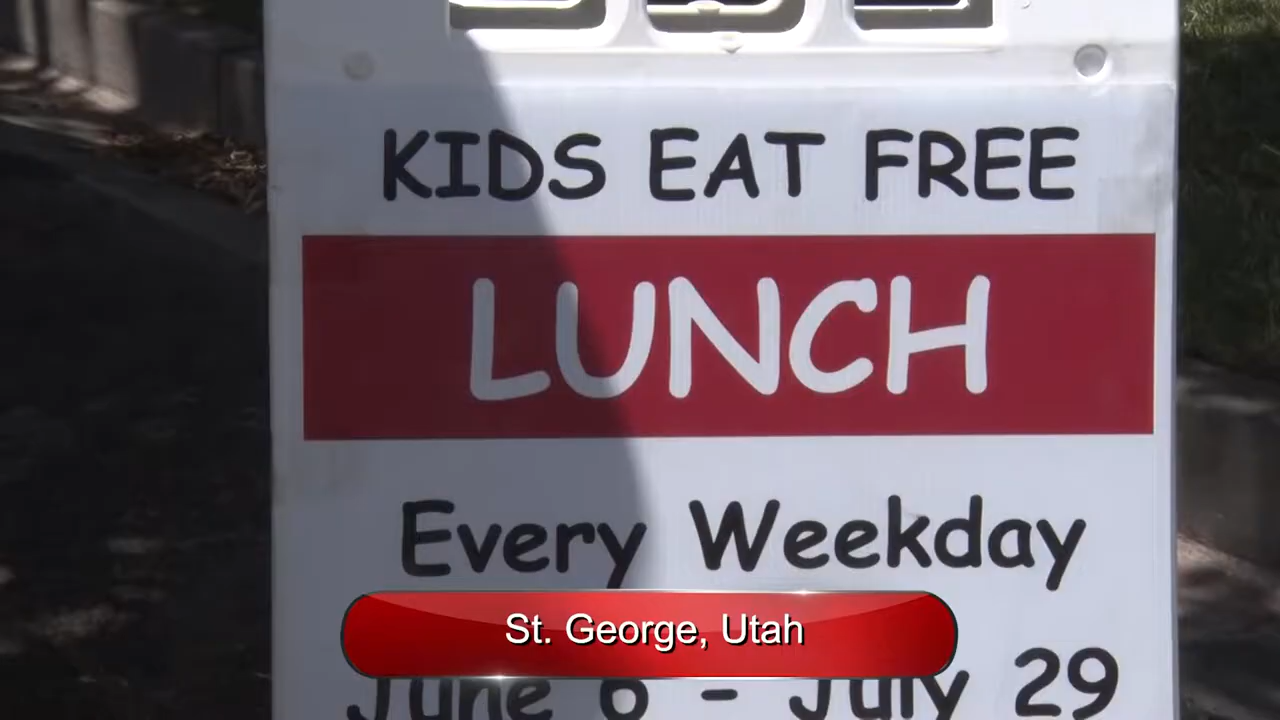 KIDS EAT FREE
LUNCH
Every Weekday
St. George, Utah
June 6 - July 29